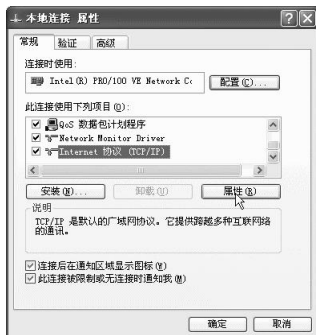 本地连接 属性
常规 验证 高级
连接时使用：
Intel(R) PRO/100 VE Network Cc 配置(C)...
此连接使用下列项目(O)：
QoS 数据包计划程序
Network Monitor Driver
Internet 协议 (TCP/IP)
安装(N)... 卸载(U) 属性(R)
说明
TCP/IP 是默认的广域网协议。它提供跨越多种互联网络
的通讯。
连接后在通知区域显示图标(W)
此连接被限制或无连接时通知我(M)
确定 取消